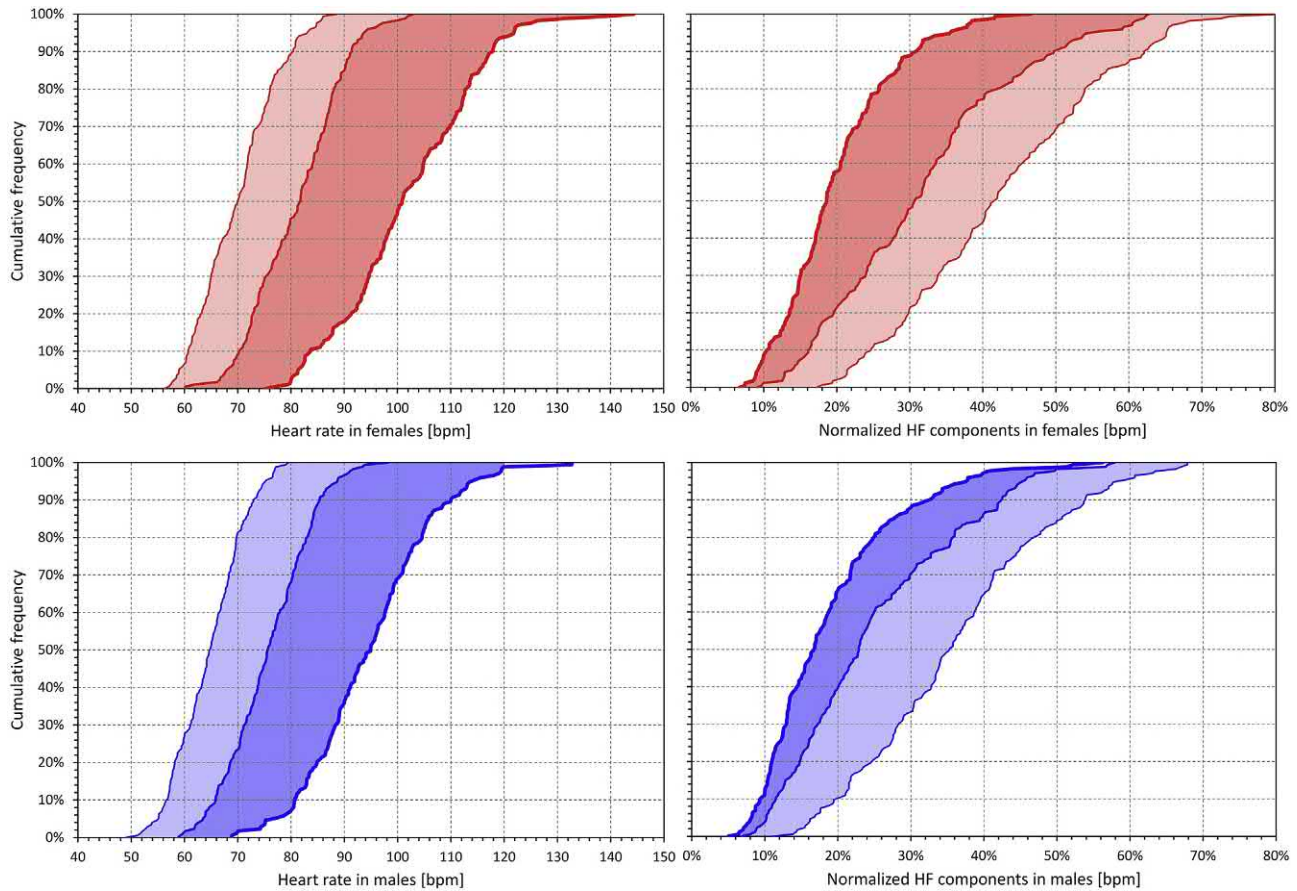 100%
90%
80%
70%
60%
50%
40%
30%
20%
10%
0%
Cumulative frequency
40 50 60 70 80 90 100 110 120 130 140 150
Heart rate in females [bpm]
0% 10% 20% 30% 40% 50% 60% 70% 80%
Normalized HF components in females [bpm]
100%
90%
80%
70%
60%
50%
40%
30%
20%
10%
0%
Cumulative frequency
40 50 60 70 80 90 100 110 120 130 140 150
Heart rate in males [bpm]
0% 10% 20% 30% 40% 50% 60% 70% 80%
Normalized HF components in males [bpm]